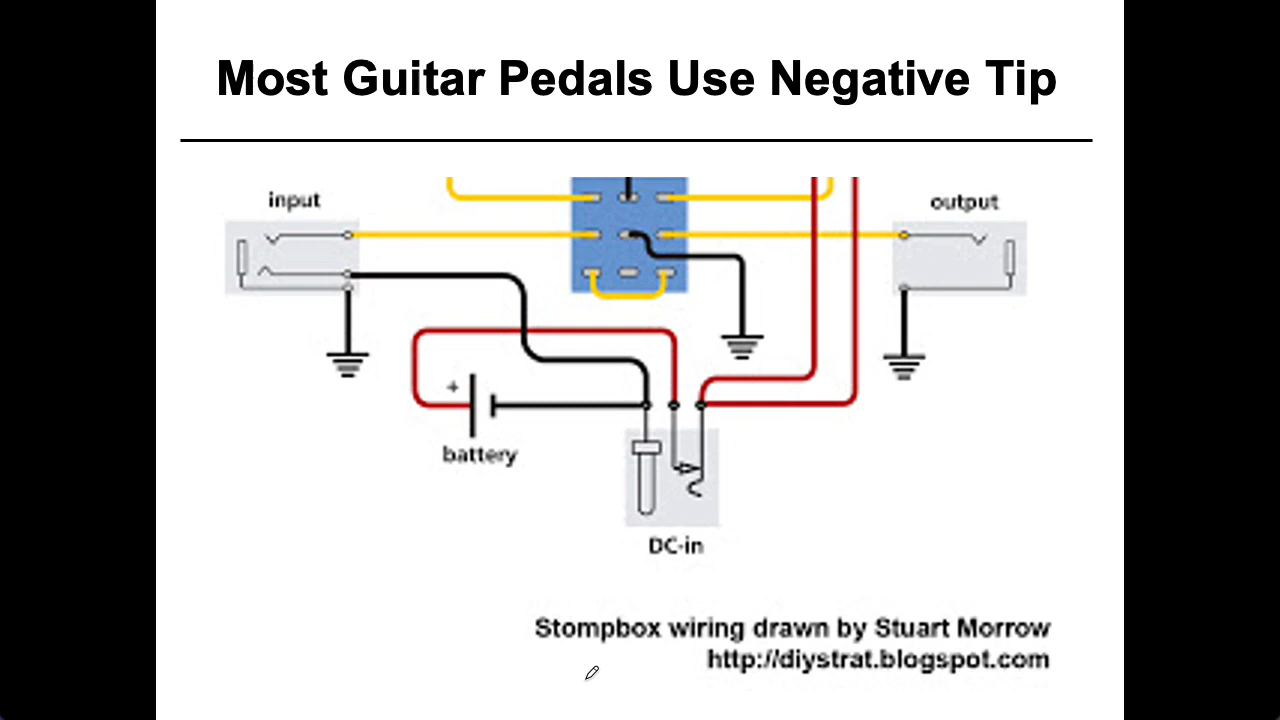 Most Guitar Pedals Use Negative Tip
input
output
+
battery
DC-in
Stompbox wiring drawn by Stuart Morrow
http://diystrat.blogspot.com